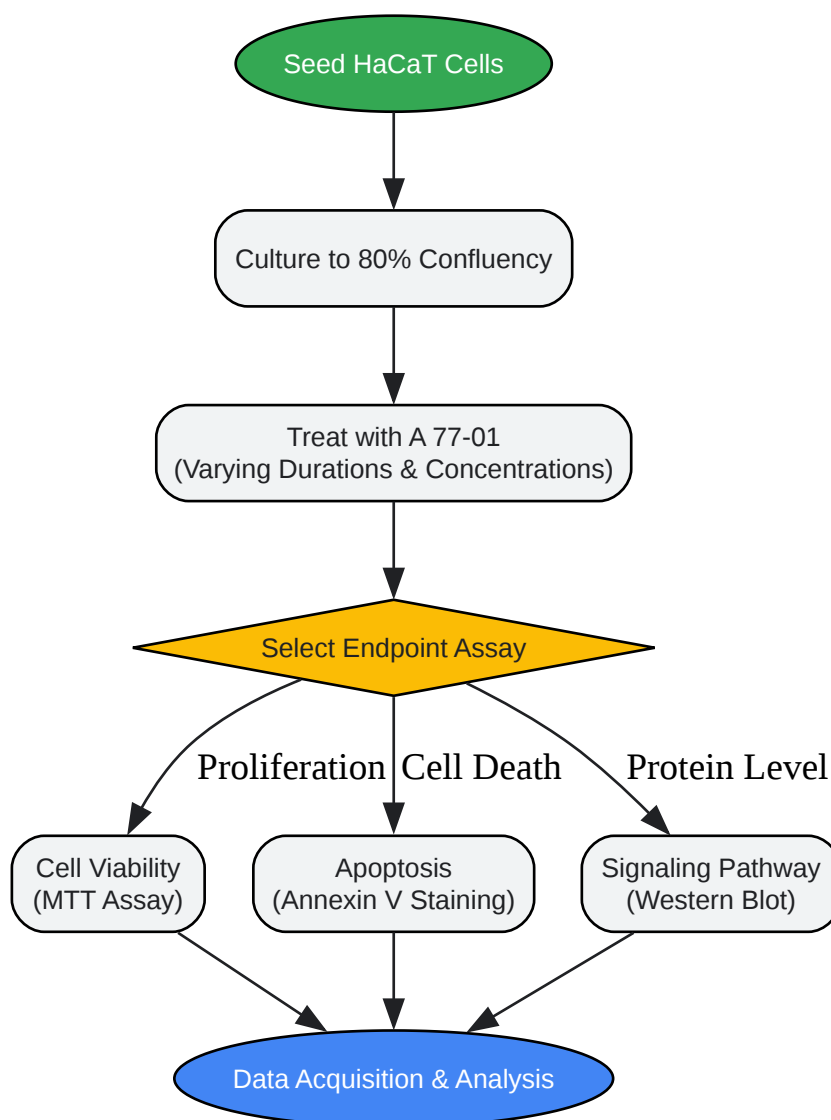 Seed HaCaT Cells
Culture to 80% Confluency
Treat with A 77-01
(Varying Durations & Concentrations)
Select Endpoint Assay
Proliferation
Cell Death
Protein Level
Cell Viability
(MTT Assay)
Apoptosis
(Annexin V Staining)
Signaling Pathway
(Western Blot)
Data Acquisition & Analysis